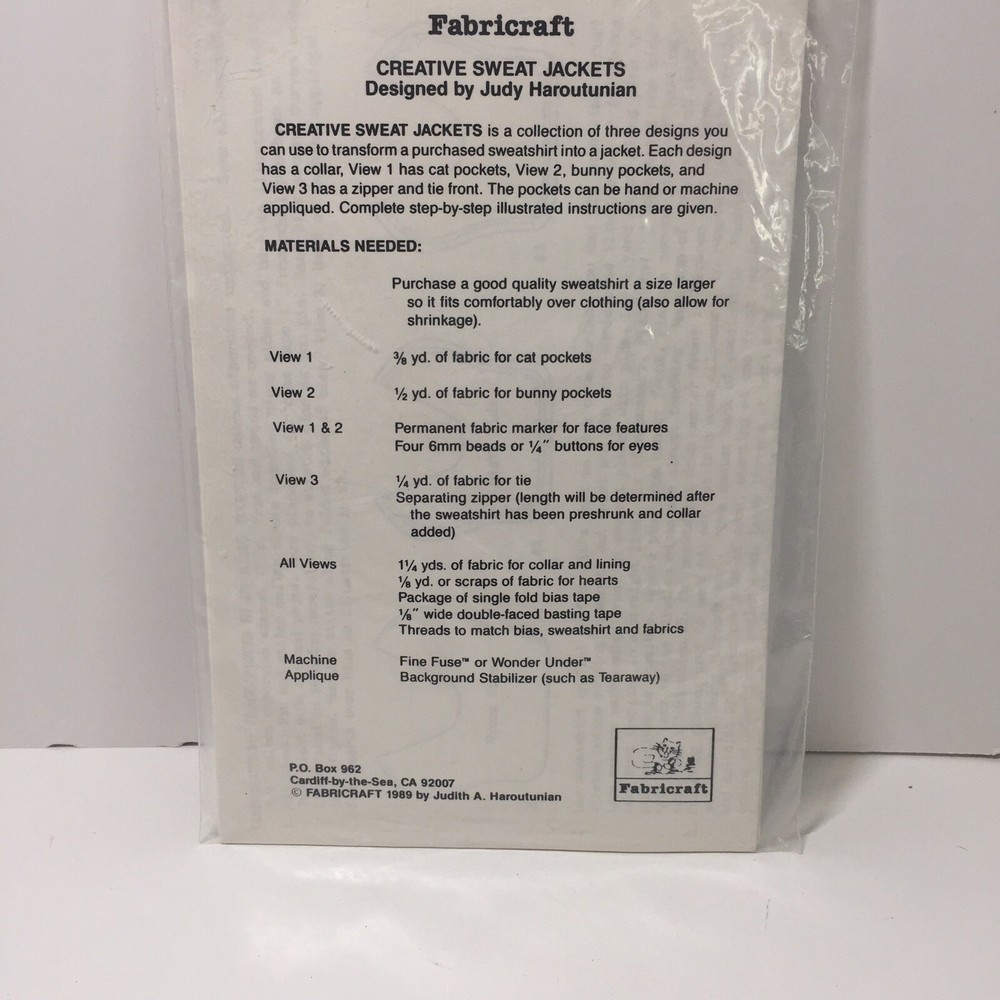 Fabricraft
CREATIVE SWEAT JACKETS
Designed by Judy Haroutunian
CREATIVE SWEAT JACKETS is a collection of three designs you
can use to transform a purchased sweatshirt into a jacket. Each design
has a collar, View 1 has cat pockets, View 2, bunny pockets, and
View 3 has a zipper and tie front. The pockets can be hand or machine
appliqued. Complete step-by-step illustrated instructions are given.
MATERIALS NEEDED:
Purchase a good quality sweatshirt a size larger
so it fits comfortably over clothing (also allow for
shrinkage).
View 1 ⅜ yd. of fabric for cat pockets
View 2 ½ yd. of fabric for bunny pockets
View 1 & 2 Permanent fabric marker for face features
Four 6mm beads or ¼" buttons for eyes
View 3 ¼ yd. of fabric for tie
Separating zipper (length will be determined after
the sweatshirt has been preshrunk and collar
added)
All Views 1¼ yds. of fabric for collar and lining
⅛ yd. or scraps of fabric for hearts
Package of single fold bias tape
⅛" wide double-faced basting tape
Threads to match bias, sweatshirt and fabrics
Machine Fine Fuse™ or Wonder Under™
Applique Background Stabilizer (such as Tearaway)
P.O. Box 962
Cardiff-by-the-Sea, CA 92007
© FABRICRAFT 1989 by Judith A. Haroutunian
Fabricraft